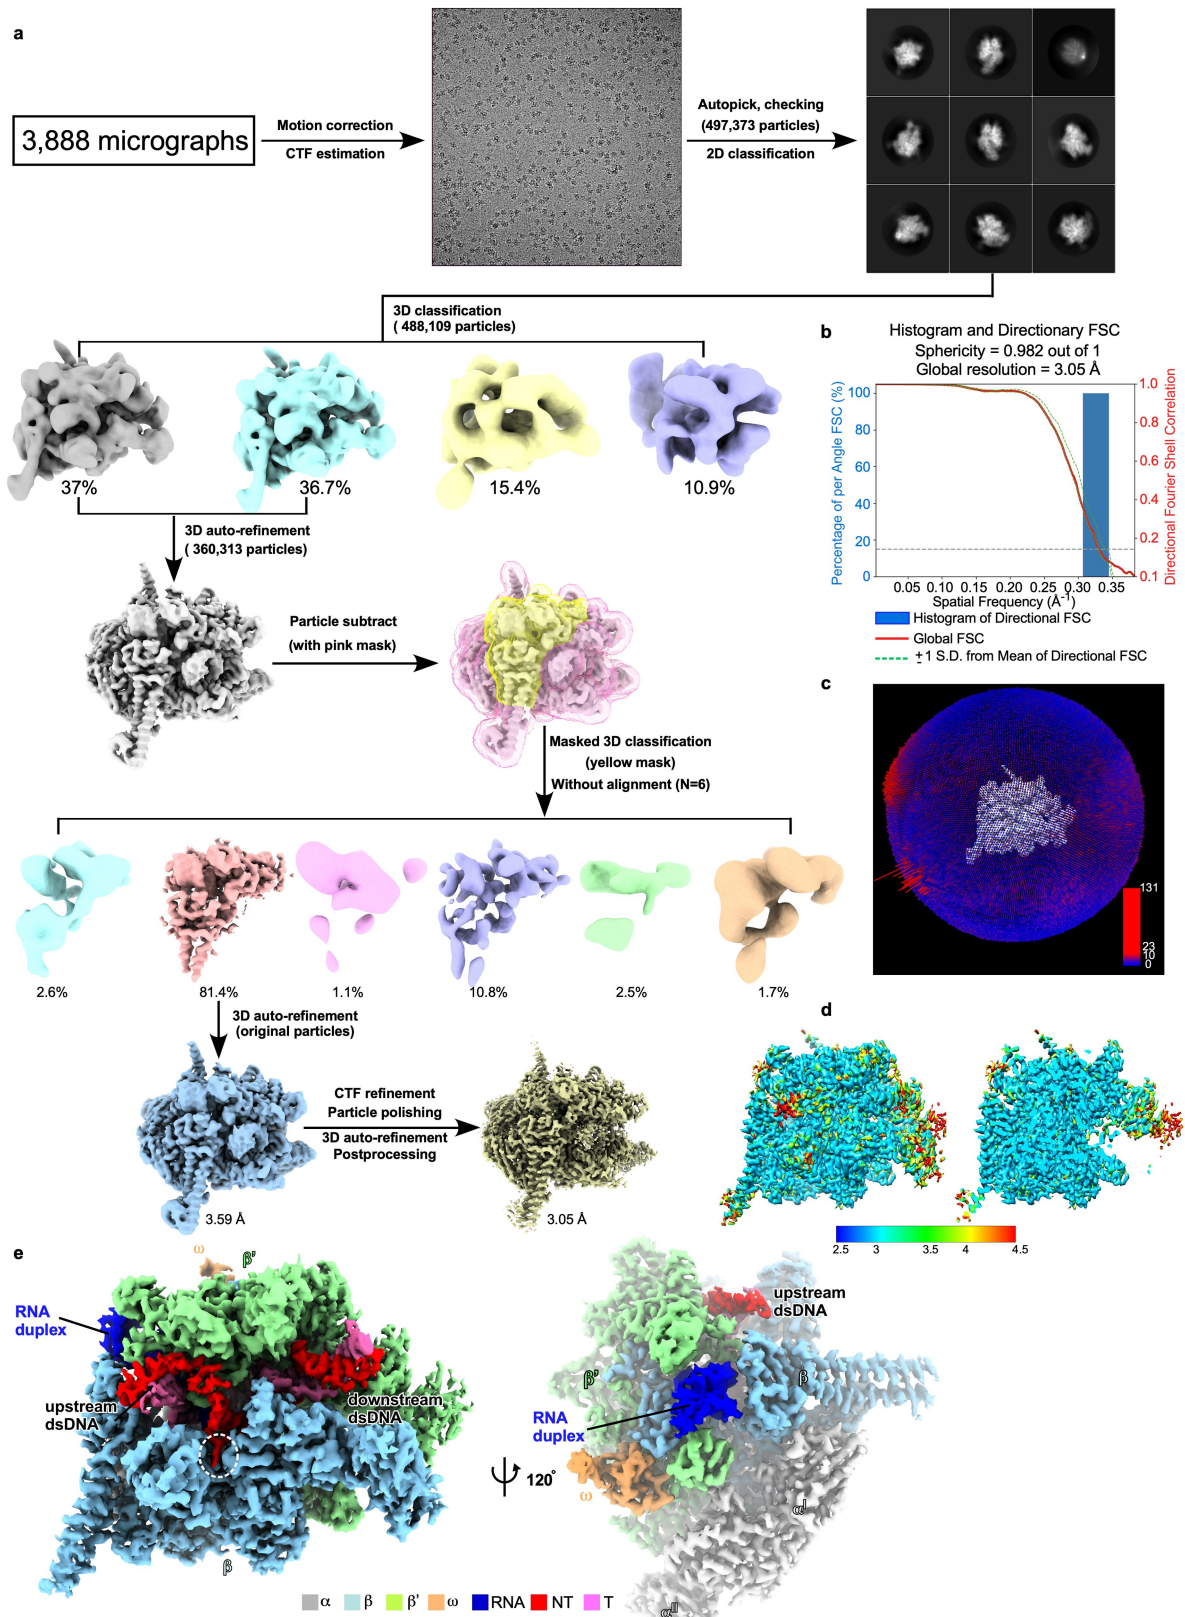 a
3,888 micrographs
Motion correction
CTF estimation
Autopick, checking
(497,373 particles)
2D classification
3D classification
( 488,109 particles)
37%
36.7%
15.4%
10.9%
3D auto-refinement
( 360,313 particles)
Particle subtract
(with pink mask)
Masked 3D classification
(yellow mask)
Without alignment (N=6)
2.6%
81.4%
1.1%
10.8%
2.5%
1.7%
3D auto-refinement
(original particles)
CTF refinement
Particle polishing
3D auto-refinement
Postprocessing
3.59 Å
3.05 Å
b
Histogram and Directionary FSC
Sphericity = 0.982 out of 1
Global resolution = 3.05 Å
Percentage of per Angle FSC (%)
100
80
60
40
20
0
1.0
0.8
0.6
0.4
0.2
0.1
Directional Fourier Shell Correlation
0.05 0.10 0.15 0.20 0.25 0.30 0.35
Spatial Frequency (Å-1)
Histogram of Directional FSC
Global FSC
±1 S.D. from Mean of Directional FSC
c
131
23
10
0
d
2.5 3 3.5 4 4.5
e
ω
β'
RNA
duplex
upstream
dsDNA
downstream
dsDNA
β
120°
upstream
dsDNA
β'
β
RNA
duplex
ω
αI
αII
α β β' ω RNA NT T